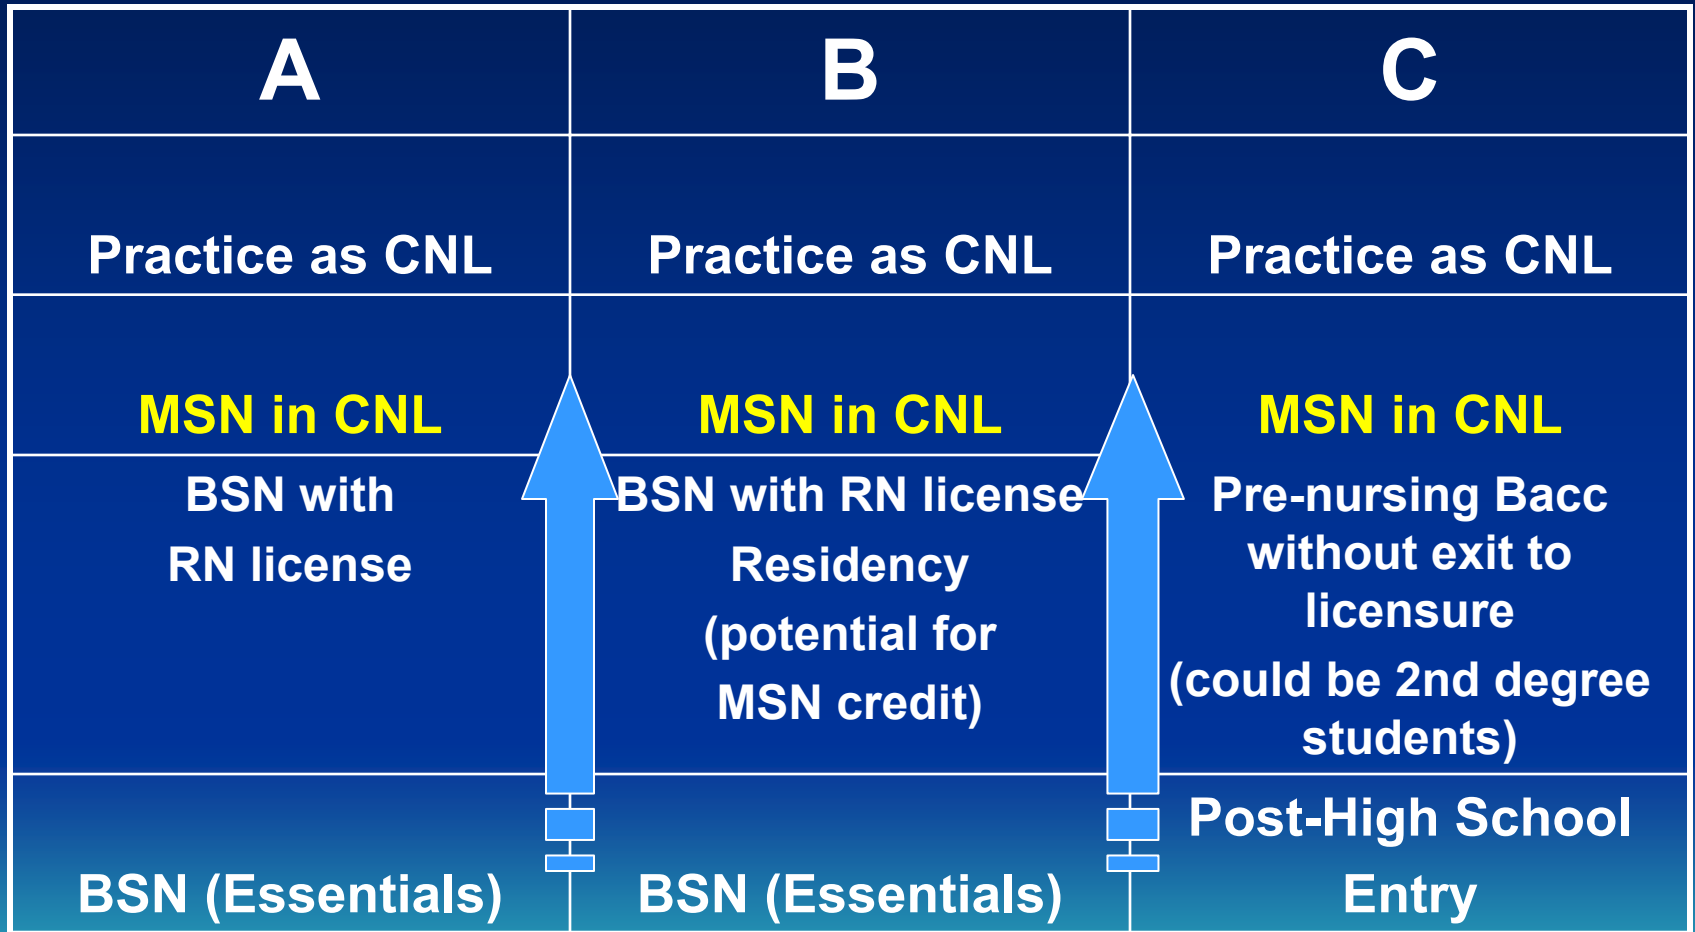 A
B
C
Practice as CNL
Practice as CNL
Practice as CNL
MSN in CNL
MSN in CNL
MSN in CNL
BSN with
RN license
BSN with RN license
Residency
(potential for
MSN credit)
Pre-nursing Bacc
without exit to
licensure
(could be 2nd degree
students)
BSN (Essentials)
BSN (Essentials)
Post-High School
Entry